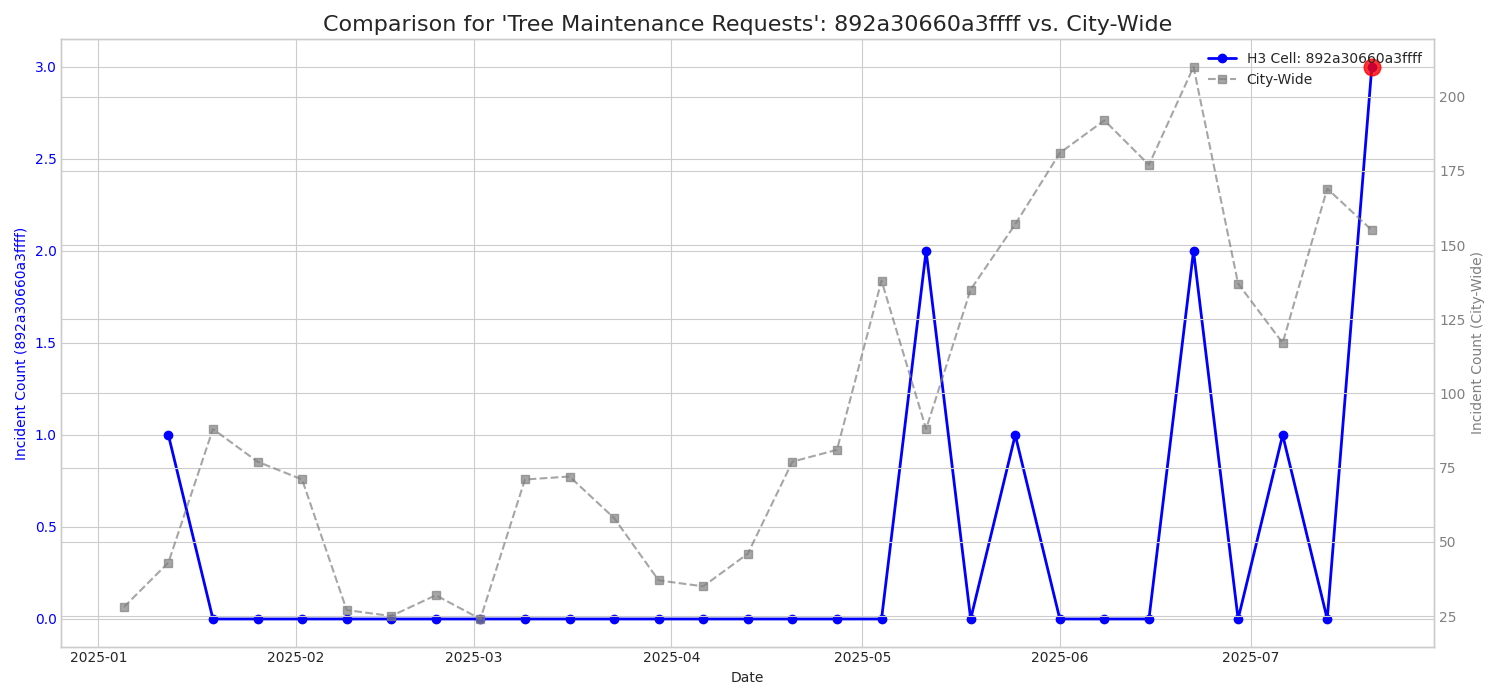 Comparison for 'Tree Maintenance Requests': 892a30660a3ffff vs. City-Wide
H3 Cell: 892a30660a3ffff
City-Wide
Incident Count (892a30660a3ffff)
3.0
2.5
2.0
1.5
1.0
0.5
0.0
200
175
150
125
100
75
50
25
Incident Count (City-Wide)
2025-01 2025-02 2025-03 2025-04 2025-05 2025-06 2025-07
Date